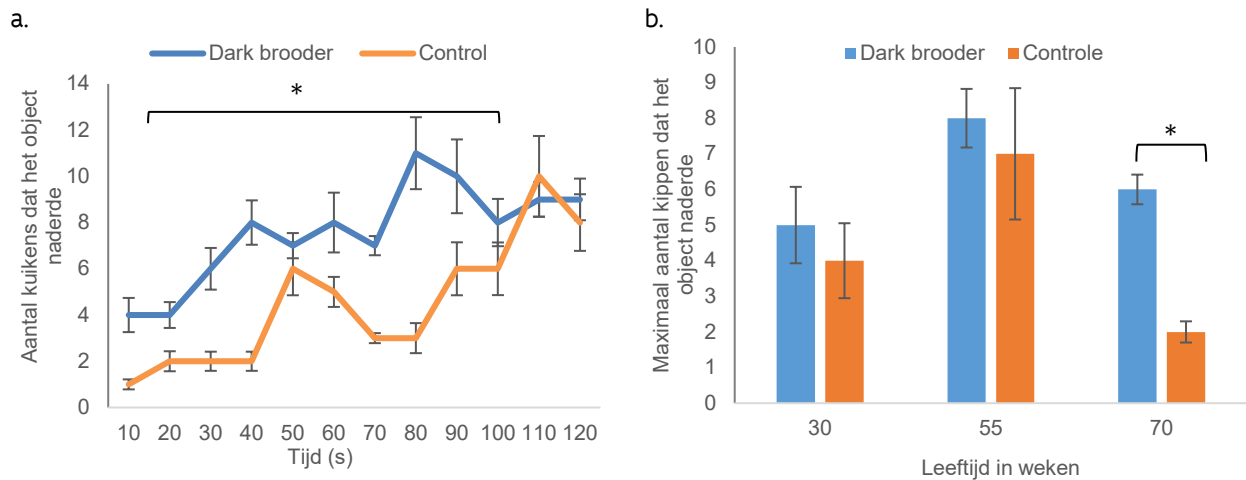 a.
Dark brooder
Control
Aantal kuikens dat het object
naderde
14
12
10
8
6
4
2
0
*
10 20 30 40 50 60 70 80 90 100 110 120
Tijd (s)
b.
Dark brooder
Controle
Maximaal aantal kippen dat het
object naderde
10
9
8
7
6
5
4
3
2
1
0
*
30 55 70
Leeftijd in weken